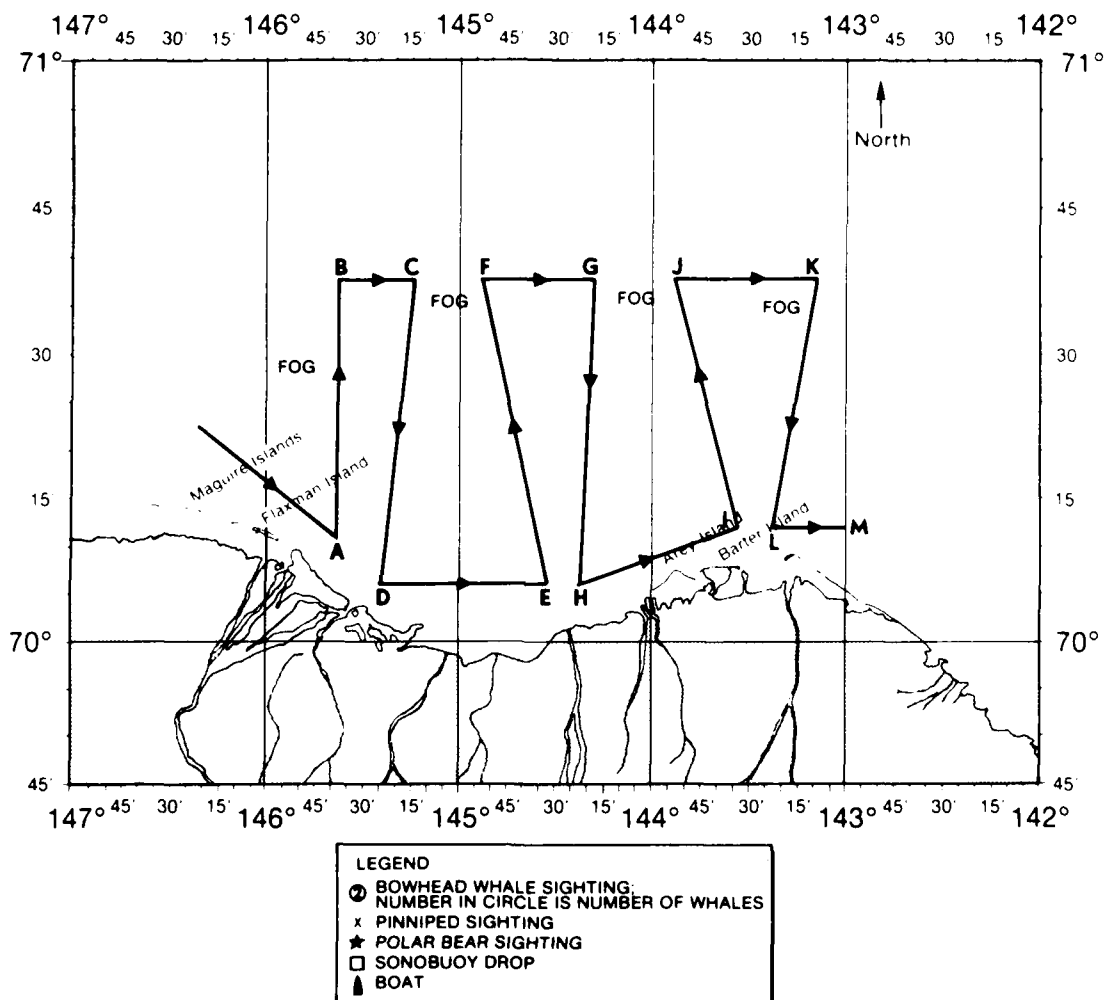 147° 45 30' 15 146° 45 30' 15 145° 45 30' 15 144° 45 30' 15 143° 45 30' 15' 142°
71° 71°
North
45 45
B C F G J K
FOG FOG FOG
30 30
FOG
Maguire Islands
Flaxman Island
15 15
A Arey Island I Barter Island L M
D E H
70° 70°
45' 45'
147° 45' 30' 15' 146° 45' 30' 15' 145° 45' 30' 15' 144° 45' 30' 15' 143° 45' 30' 15' 142°
LEGEND
② BOWHEAD WHALE SIGHTING;
NUMBER IN CIRCLE IS NUMBER OF WHALES
x PINNIPED SIGHTING
★ POLAR BEAR SIGHTING
□ SONOBUOY DROP
BOAT